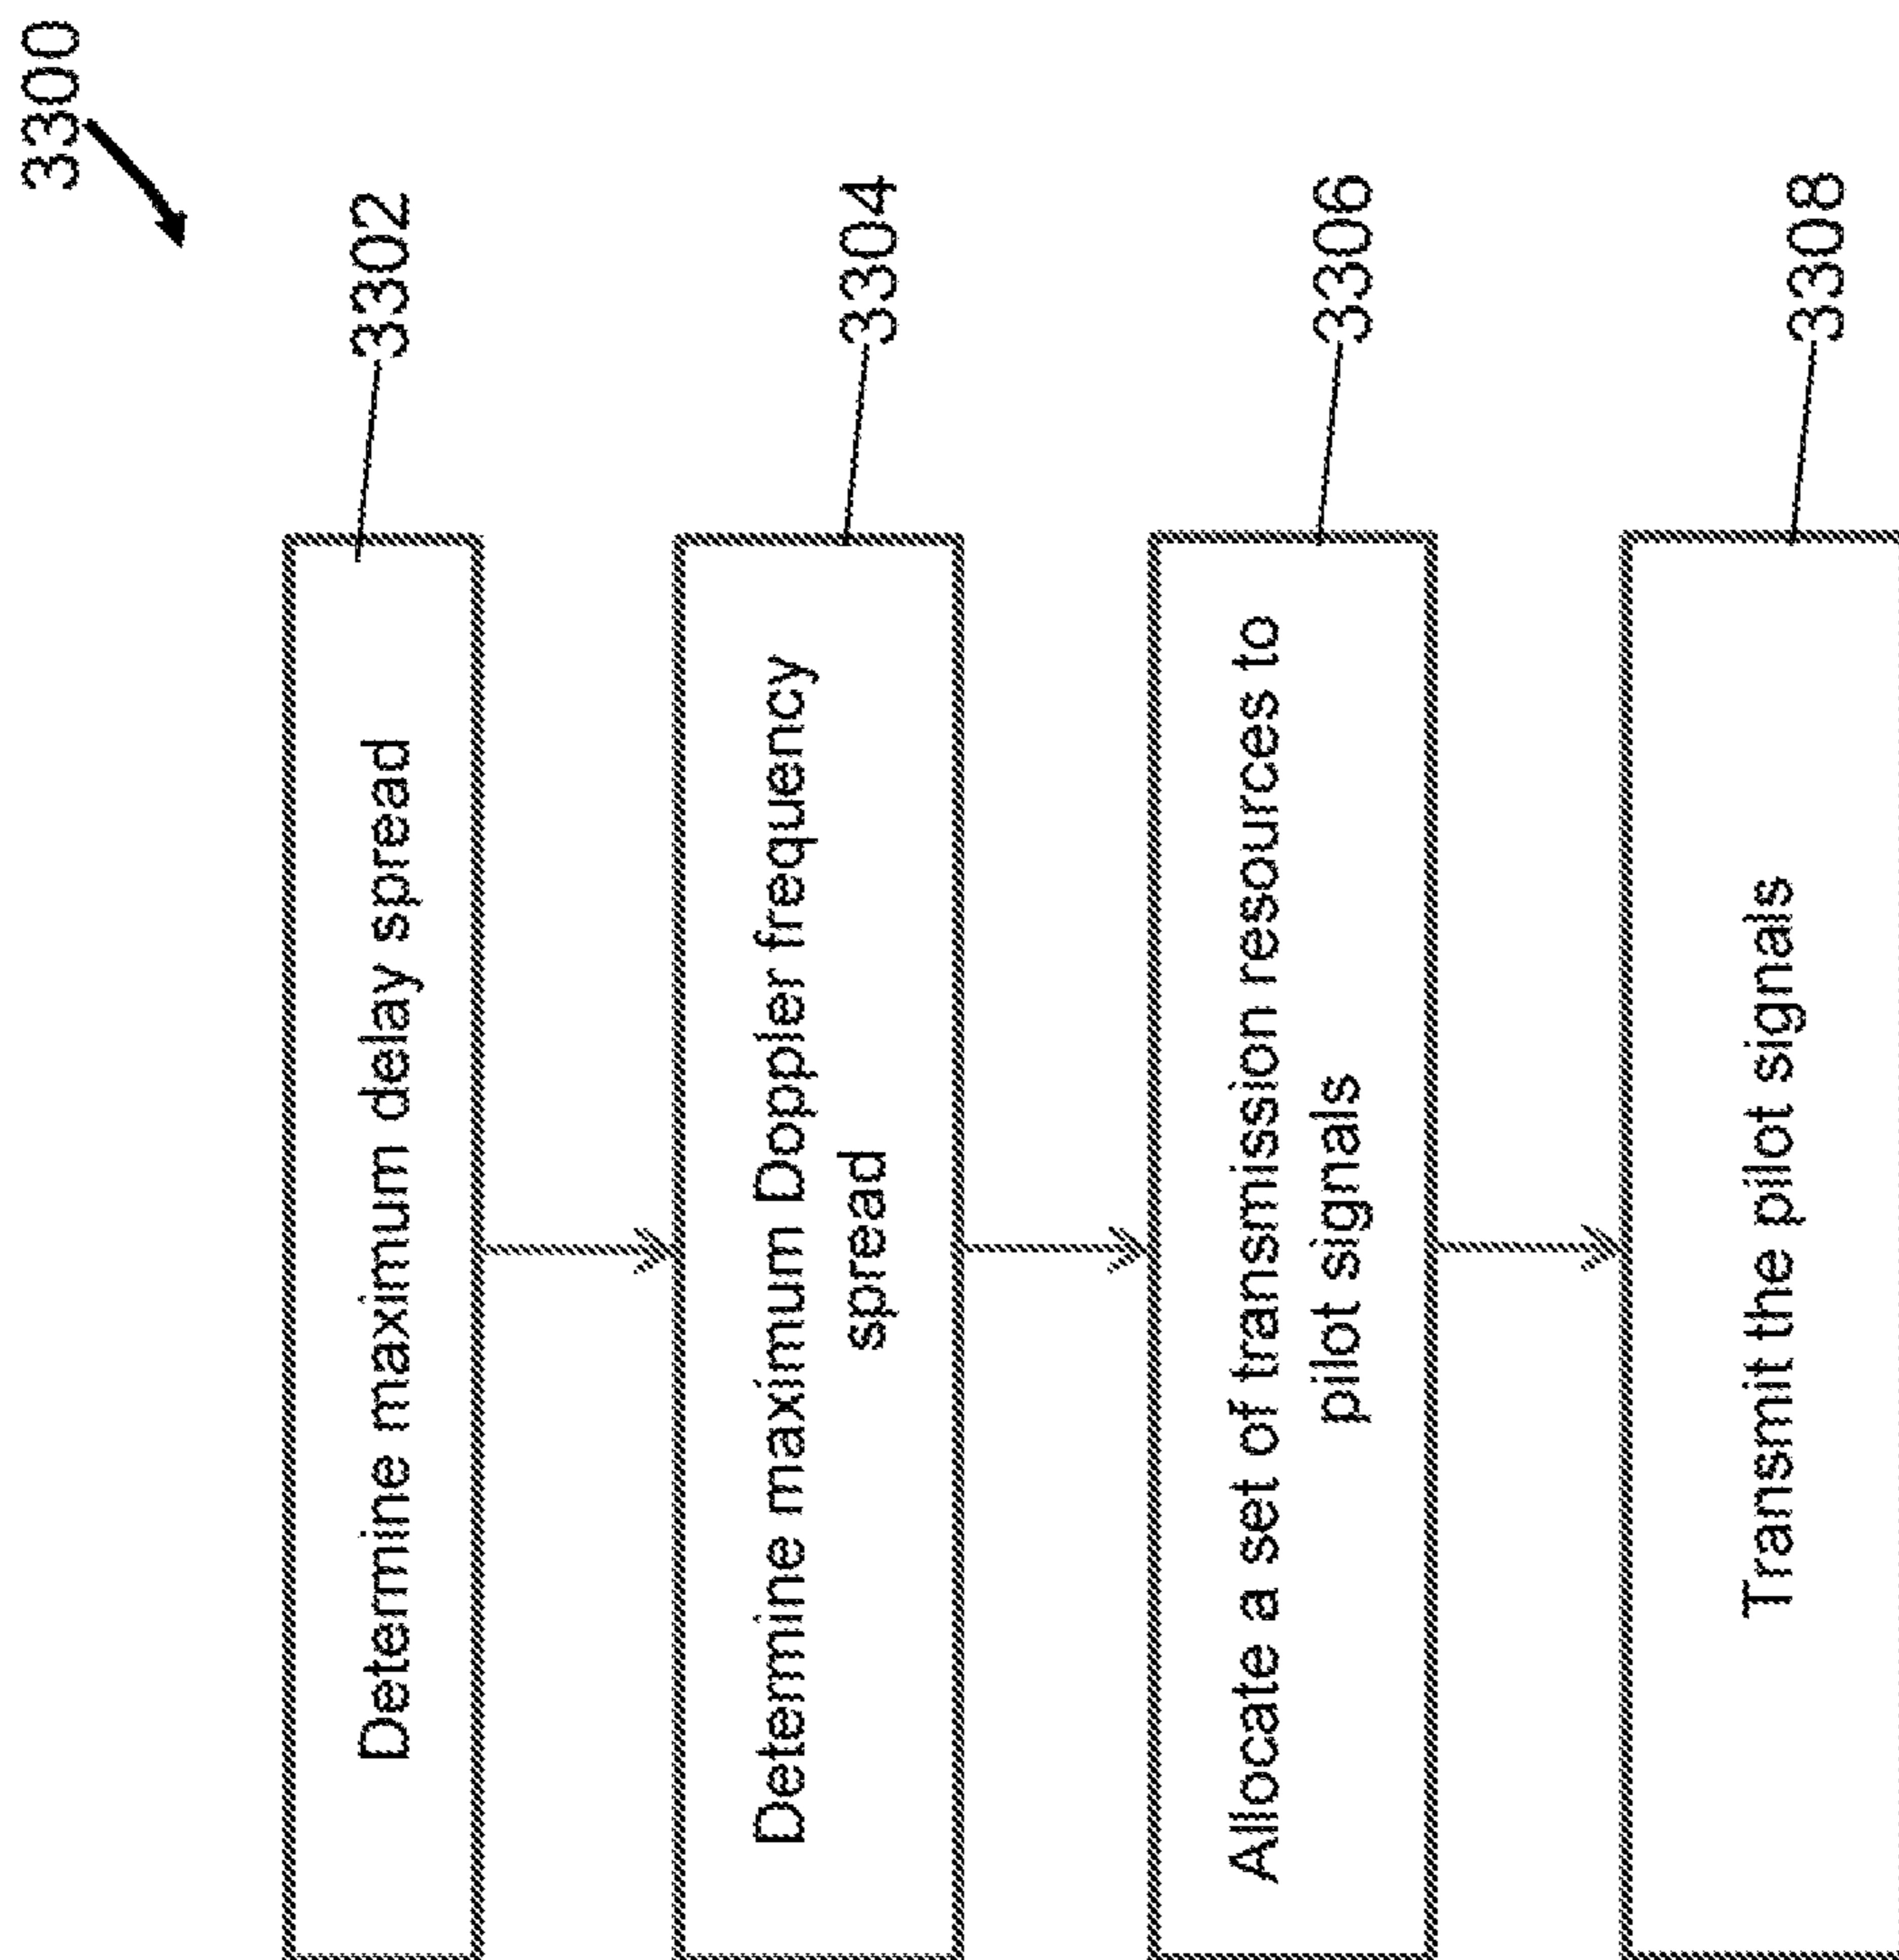 3300
Determine maximum delay spread
3302
Determine maximum Doppler frequency
spread
3304
Allocate a set of transmission resources to
pilot signals
3306
Transmit the pilot signals
3308